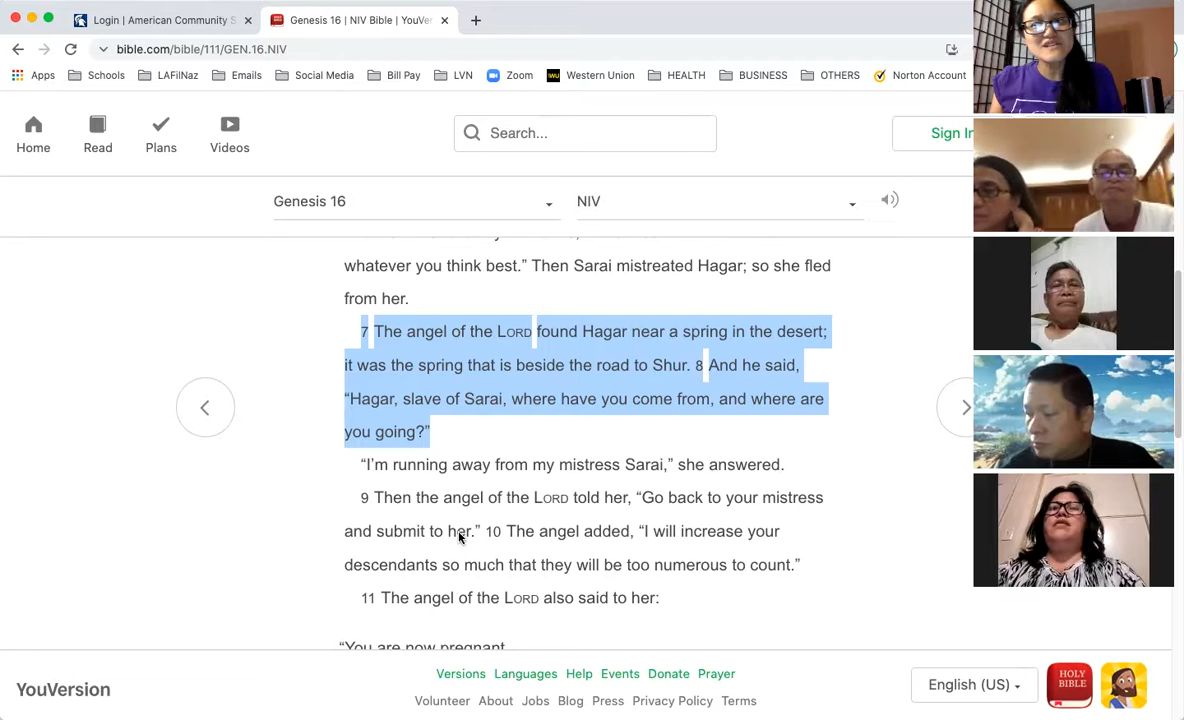 Login | American Community S
Genesis 16 | NIV Bible | YouVer
bible.com/bible/111/GEN.16.NIV
Apps Schools LAFilNaz Emails Social Media Bill Pay LVN Zoom Western Union HEALTH BUSINESS OTHERS Norton Account
Home Read Plans Videos
Search...
Sign In
Genesis 16 NIV
whatever you think best.” Then Sarai mistreated Hagar; so she fled
from her.
7 The angel of the LORD found Hagar near a spring in the desert;
it was the spring that is beside the road to Shur. 8 And he said,
“Hagar, slave of Sarai, where have you come from, and where are
you going?”
“I’m running away from my mistress Sarai,” she answered.
9 Then the angel of the LORD told her, “Go back to your mistress
and submit to her.” 10 The angel added, “I will increase your
descendants so much that they will be too numerous to count.”
11 The angel of the LORD also said to her:
“You are now pregnant
YouVersion
Versions Languages Help Events Donate Prayer
Volunteer About Jobs Blog Press Privacy Policy Terms
English (US)
HOLY
BIBLE